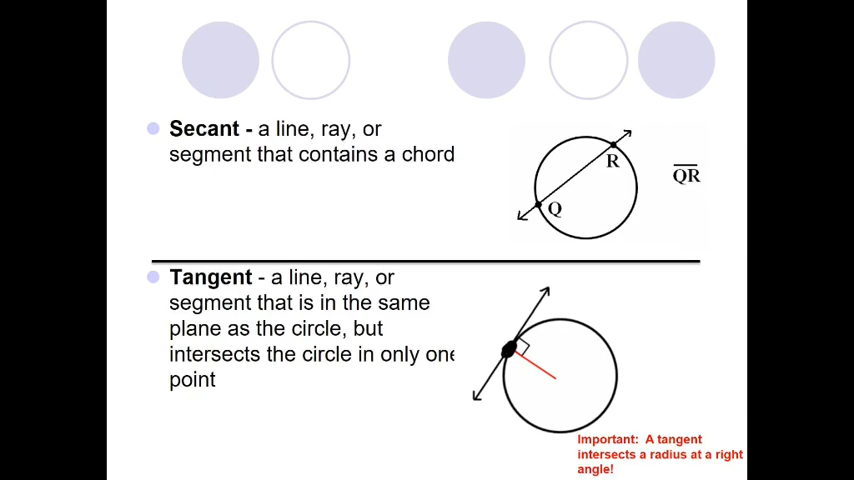 Secant - a line, ray, or
segment that contains a chord
R
QR
Q
Tangent - a line, ray, or
segment that is in the same
plane as the circle, but
intersects the circle in only one
point
Important: A tangent
intersects a radius at a right
angle!